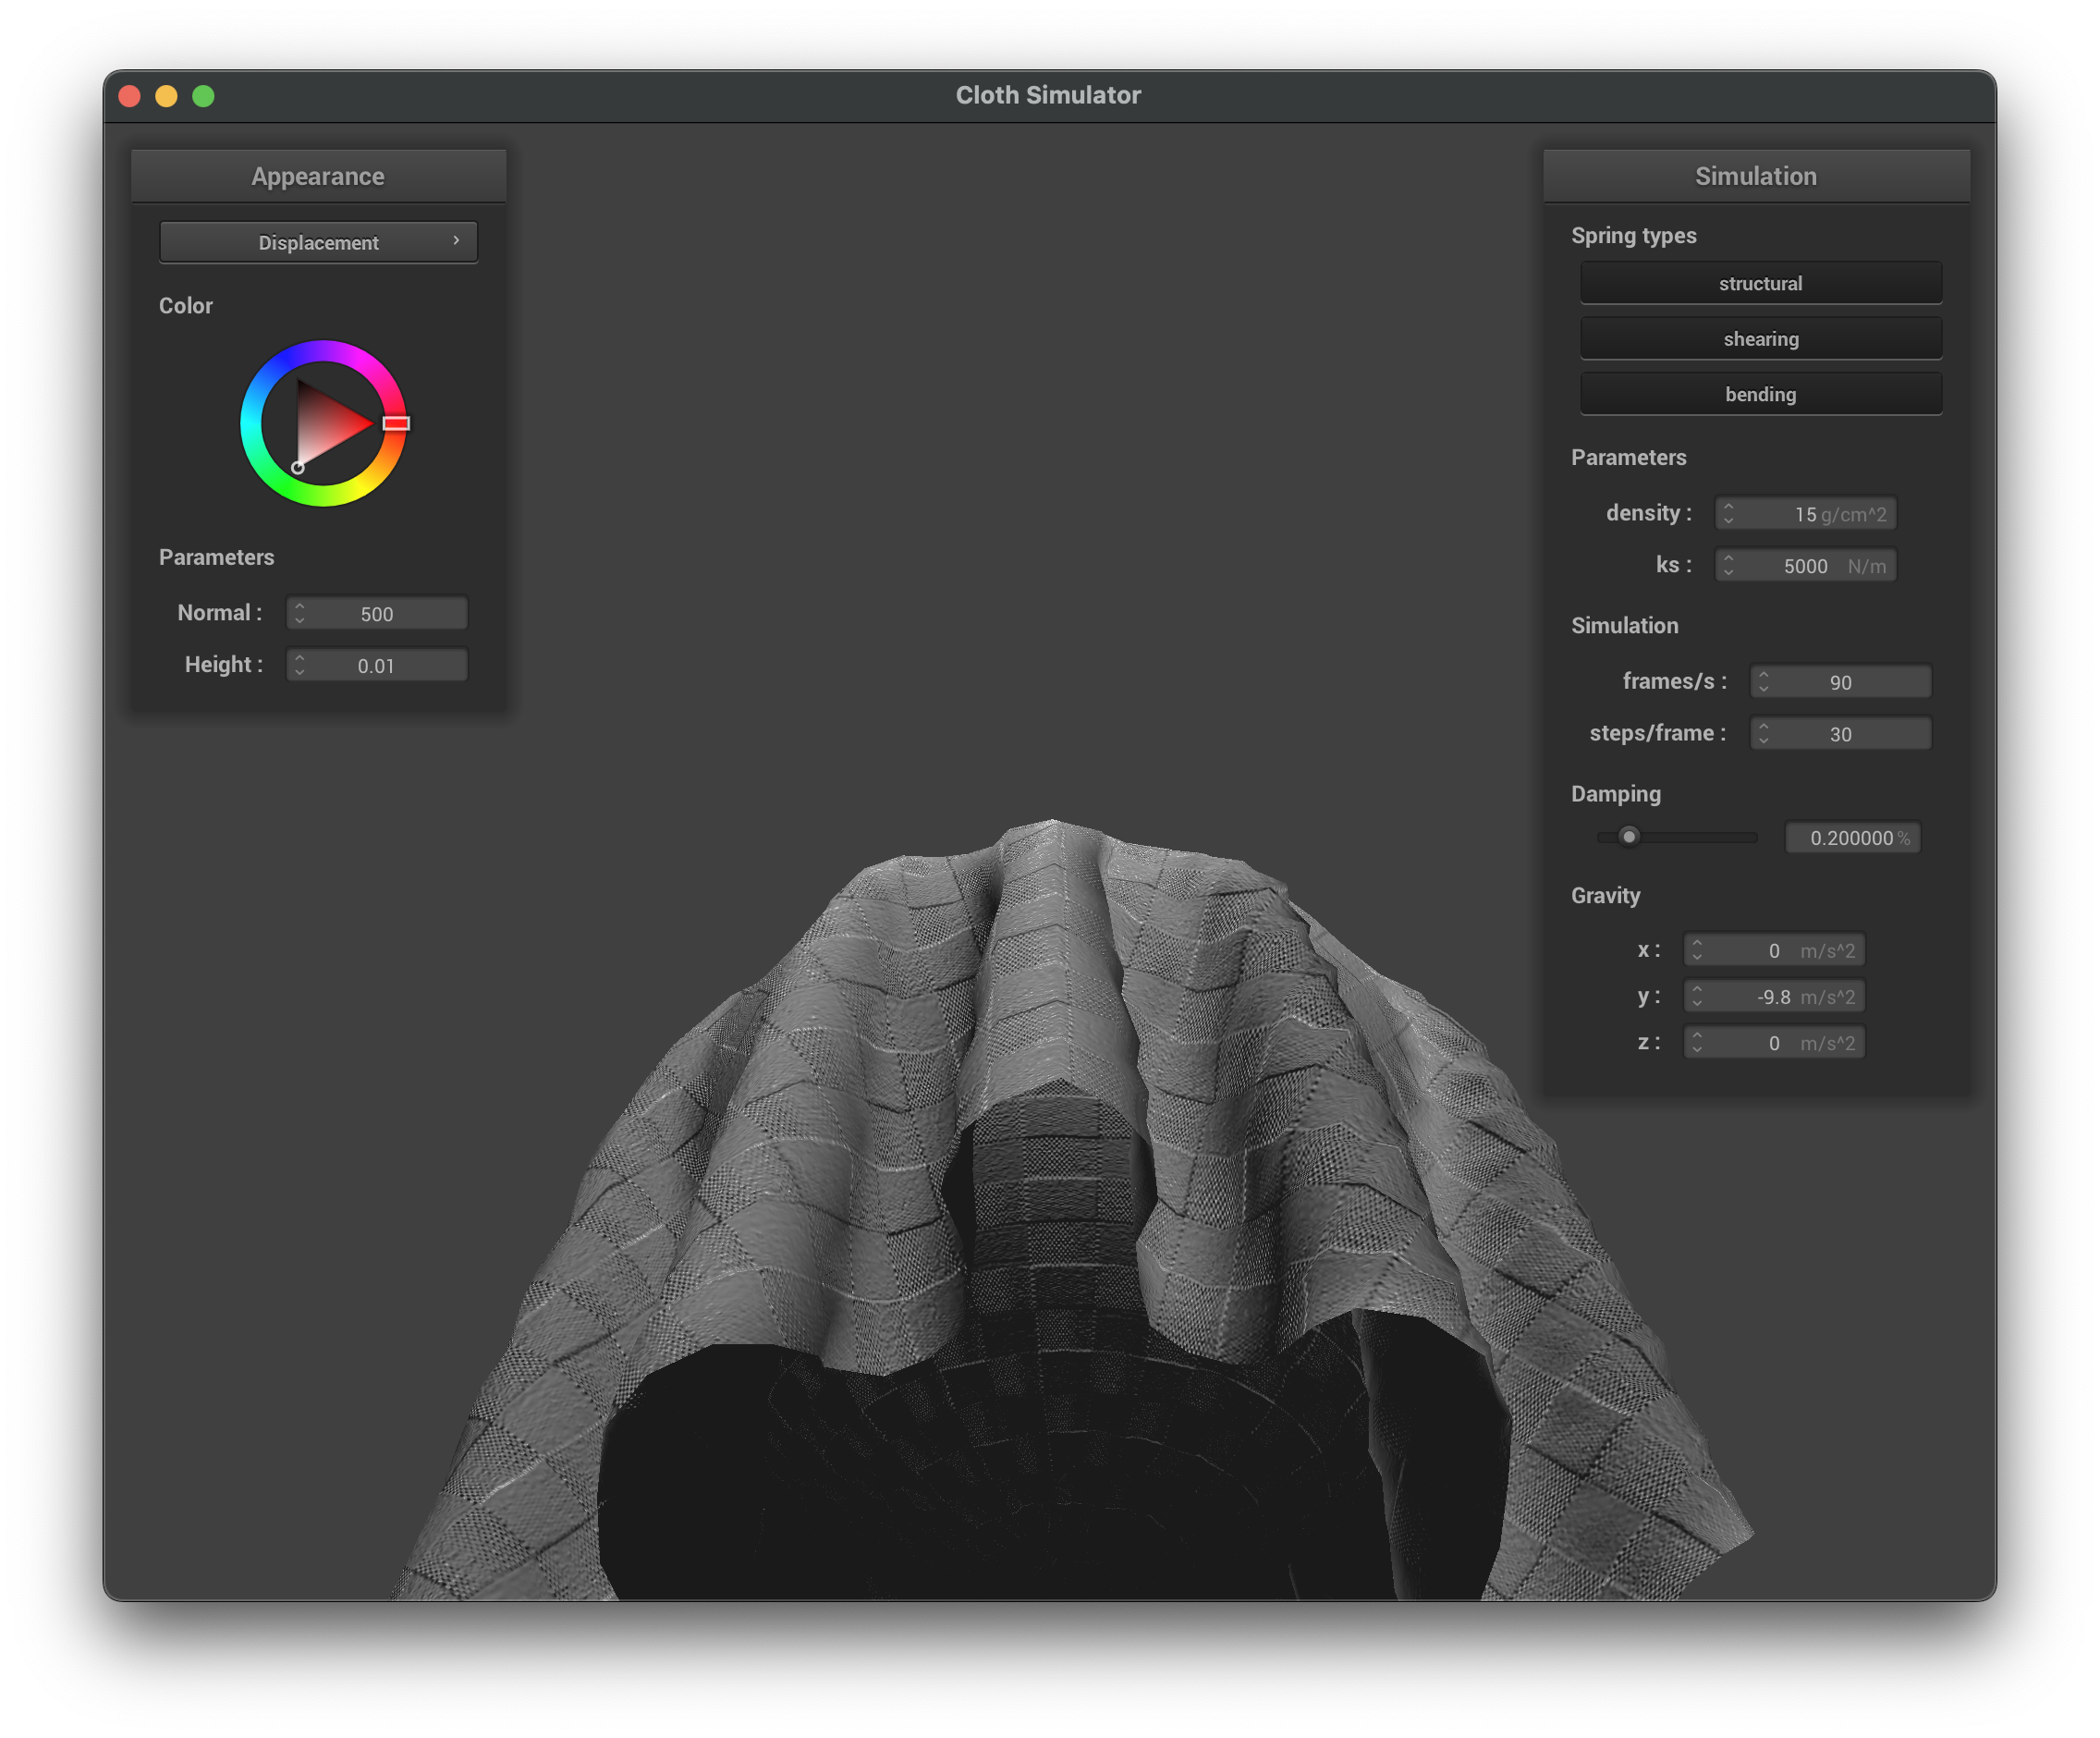 Cloth Simulator
Appearance
Displacement
Color
Parameters
Normal : 500
Height : 0.01
Simulation
Spring types
structural
shearing
bending
Parameters
density : 15 g/cm^2
ks : 5000 N/m
Simulation
frames/s : 90
steps/frame : 30
Damping
0.200000 %
Gravity
x : 0 m/s^2
y : -9.8 m/s^2
z : 0 m/s^2